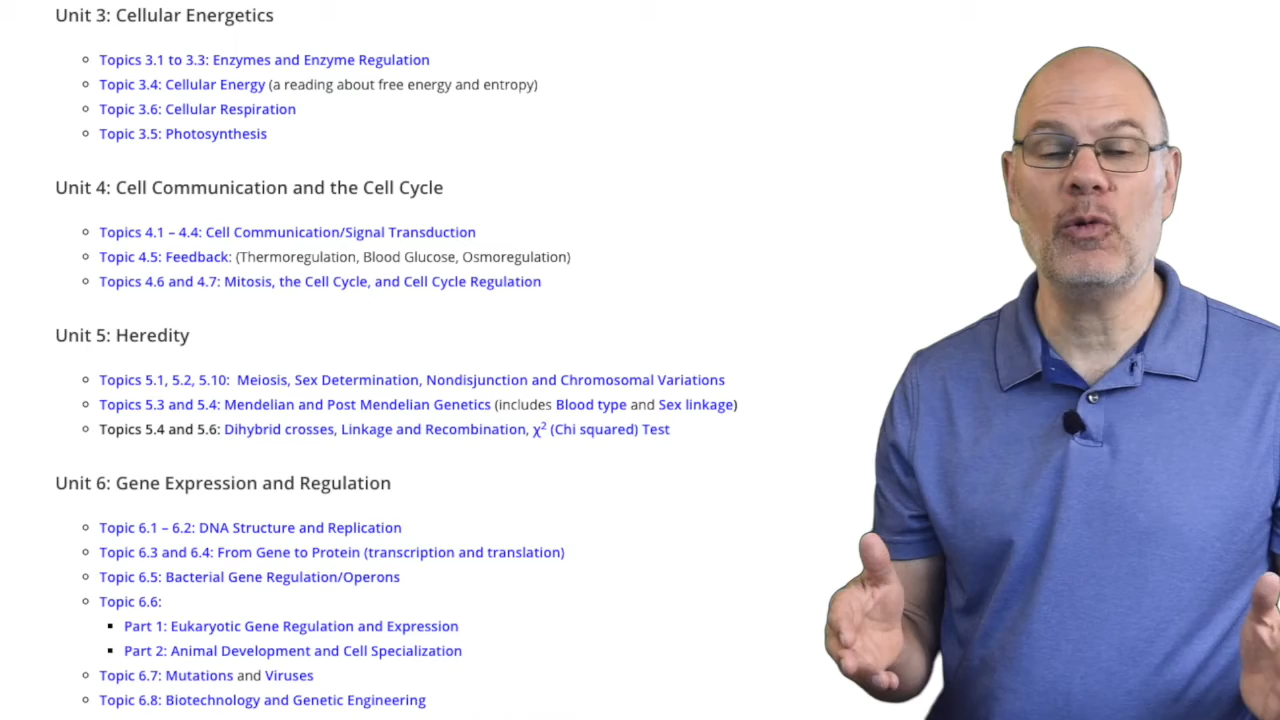 Unit 3: Cellular Energetics
Topics 3.1 to 3.3: Enzymes and Enzyme Regulation
Topic 3.4: Cellular Energy (a reading about free energy and entropy)
Topic 3.6: Cellular Respiration
Topic 3.5: Photosynthesis
Unit 4: Cell Communication and the Cell Cycle
Topics 4.1 – 4.4: Cell Communication/Signal Transduction
Topic 4.5: Feedback: (Thermoregulation, Blood Glucose, Osmoregulation)
Topics 4.6 and 4.7: Mitosis, the Cell Cycle, and Cell Cycle Regulation
Unit 5: Heredity
Topics 5.1, 5.2, 5.10:  Meiosis, Sex Determination, Nondisjunction and Chromosomal Variations
Topics 5.3 and 5.4: Mendelian and Post Mendelian Genetics (includes Blood type and Sex linkage)
Topics 5.4 and 5.6: Dihybrid crosses, Linkage and Recombination, χ² (Chi squared) Test
Unit 6: Gene Expression and Regulation
Topic 6.1 – 6.2: DNA Structure and Replication
Topic 6.3 and 6.4: From Gene to Protein (transcription and translation)
Topic 6.5: Bacterial Gene Regulation/Operons
Topic 6.6:
Part 1: Eukaryotic Gene Regulation and Expression
Part 2: Animal Development and Cell Specialization
Topic 6.7: Mutations and Viruses
Topic 6.8: Biotechnology and Genetic Engineering